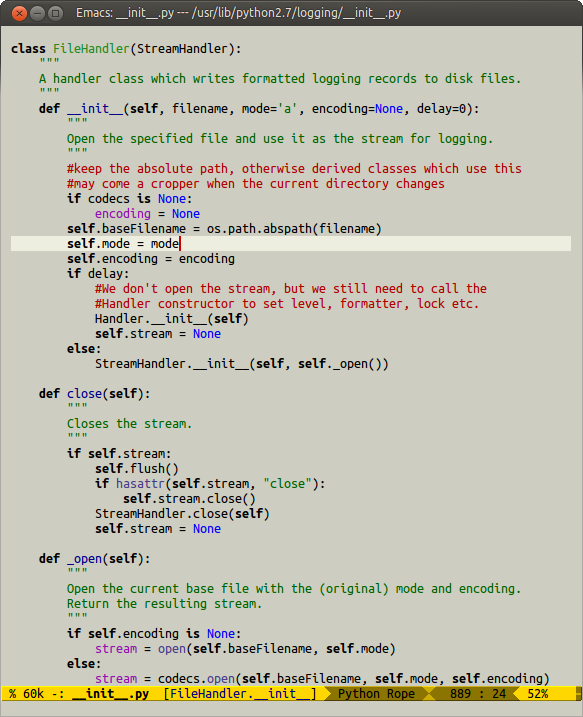 Emacs: __init__.py --- /usr/lib/python2.7/logging/__init__.py
class FileHandler(StreamHandler):
    """
    A handler class which writes formatted logging records to disk files.
    """
    def __init__(self, filename, mode='a', encoding=None, delay=0):
        """
        Open the specified file and use it as the stream for logging.
        """
        #keep the absolute path, otherwise derived classes which use this
        #may come a cropper when the current directory changes
        if codecs is None:
            encoding = None
        self.baseFilename = os.path.abspath(filename)
        self.mode = mode
        self.encoding = encoding
        if delay:
            #We don't open the stream, but we still need to call the
            #Handler constructor to set level, formatter, lock etc.
            Handler.__init__(self)
            self.stream = None
        else:
            StreamHandler.__init__(self, self._open())
    def close(self):
        """
        Closes the stream.
        """
        if self.stream:
            self.flush()
            if hasattr(self.stream, "close"):
                self.stream.close()
            StreamHandler.close(self)
            self.stream = None
    def _open(self):
        """
        Open the current base file with the (original) mode and encoding.
        Return the resulting stream.
        """
        if self.encoding is None:
            stream = open(self.baseFilename, self.mode)
        else:
            stream = codecs.open(self.baseFilename, self.mode, self.encoding)
% 60k -: __init__.py [FileHandler.__init__] Python Rope 889 : 24 52%